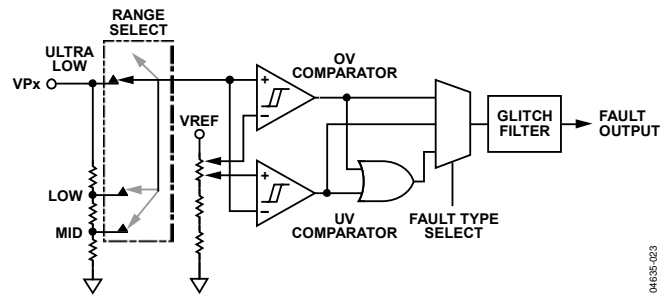 RANGE
SELECT
ULTRA
LOW
VPx
LOW
MID
VREF
+
–
OV
COMPARATOR
+
–
UV
COMPARATOR
FAULT TYPE
SELECT
GLITCH
FILTER
FAULT
OUTPUT
04635-023